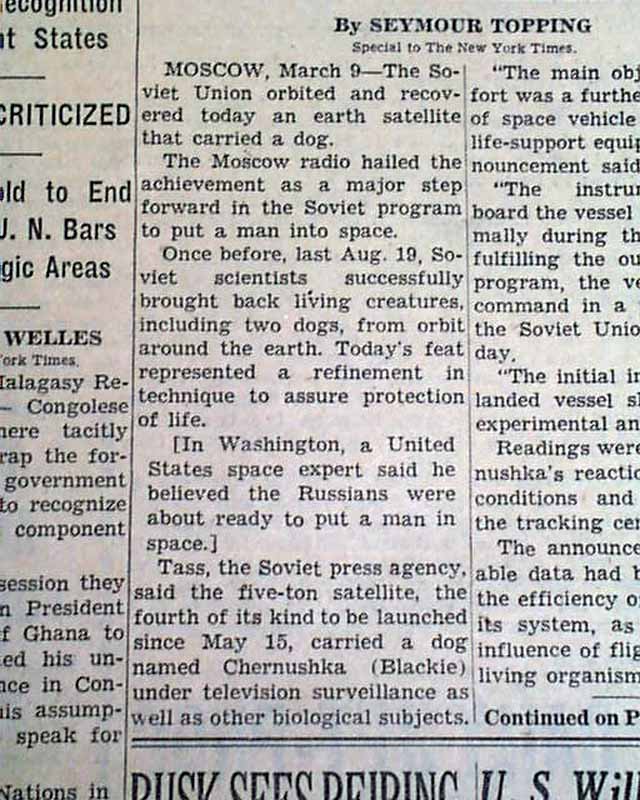 ecognition
States
CRITICIZED
to End
N. Bars
Areas
WELLES
Times.
Malagasy Re-
— Congolese
tacitly
the for-
government
to recognize
component
session they
President
Ghana to
his un-
in Con-
assump-
speak for
Nations in
By SEYMOUR TOPPING
Special to The New York Times.
MOSCOW, March 9—The So-
viet Union orbited and recov-
ered today an earth satellite
that carried a dog.
The Moscow radio hailed the
achievement as a major step
forward in the Soviet program
to put a man into space.
Once before, last Aug. 19, So-
viet scientists successfully
brought back living creatures,
including two dogs, from orbit
around the earth. Today's feat
represented a refinement in
technique to assure protection
of life.
[In Washington, a United
States space expert said he
believed the Russians were
about ready to put a man in
space.]
Tass, the Soviet press agency,
said the five-ton satellite, the
fourth of its kind to be launched
since May 15, carried a dog
named Chernushka (Blackie)
under television surveillance as
well as other biological subjects.
"The main obj
fort was a furthe
of space vehicle
life-support equip
nouncement said
"The instru
board the vessel
mally during th
fulfilling the ou
program, the ve
command in a
the Soviet Unio
day.
"The initial in
landed vessel sh
experimental an
Readings were
nushka's reactio
conditions and
the tracking cen
The announce
able data had b
the efficiency o
its system, as
influence of flig
living organism
Continued on P
RUSK SEES PEIPING
U. S. Wil